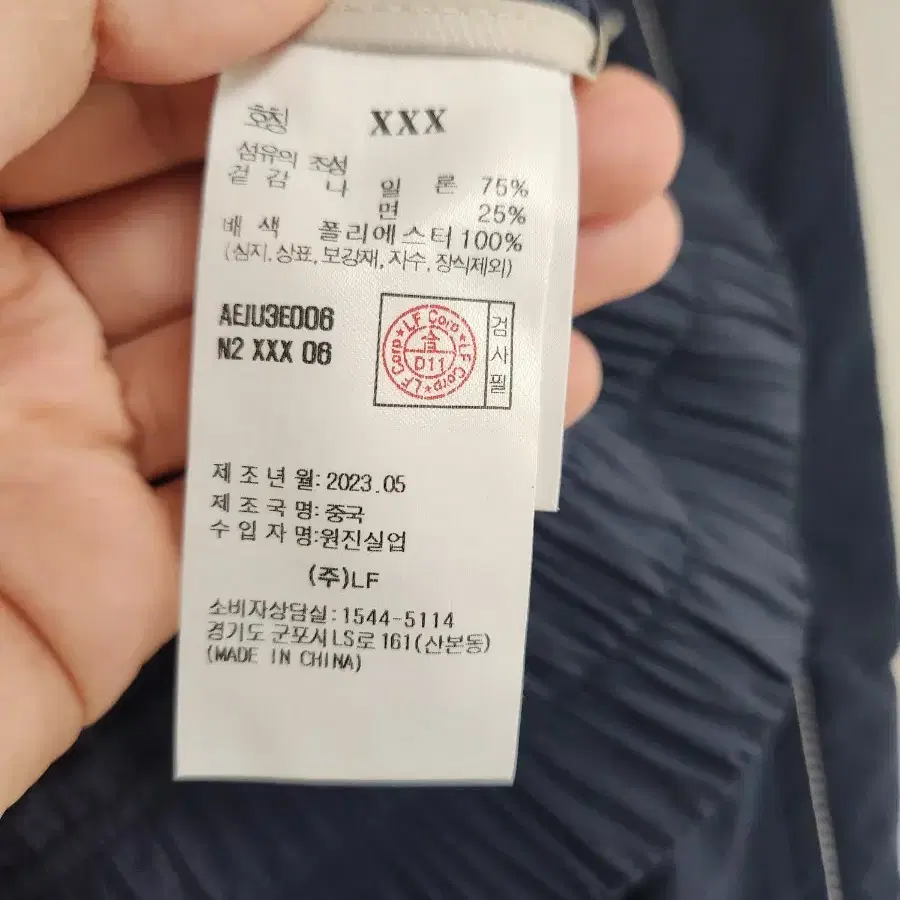 호칭 XXX
섬유의 조성
겉 감 나 일 론 75%
면 25%
배 색 폴리에스터 100%
(심지, 상표, 보강재, 자수, 장식제외)
AEJU3E006
N2 XXX 06
★LF Corp★LF Corp★LF Corp
合
D11
검사필
제 조 년 월: 2023.05
제 조 국 명: 중국
수 입 자 명:원진실업
(주)LF
소비자상담실:1544-5114
경기도 군포시 LS로 161(산본동)
(MADE IN CHINA)